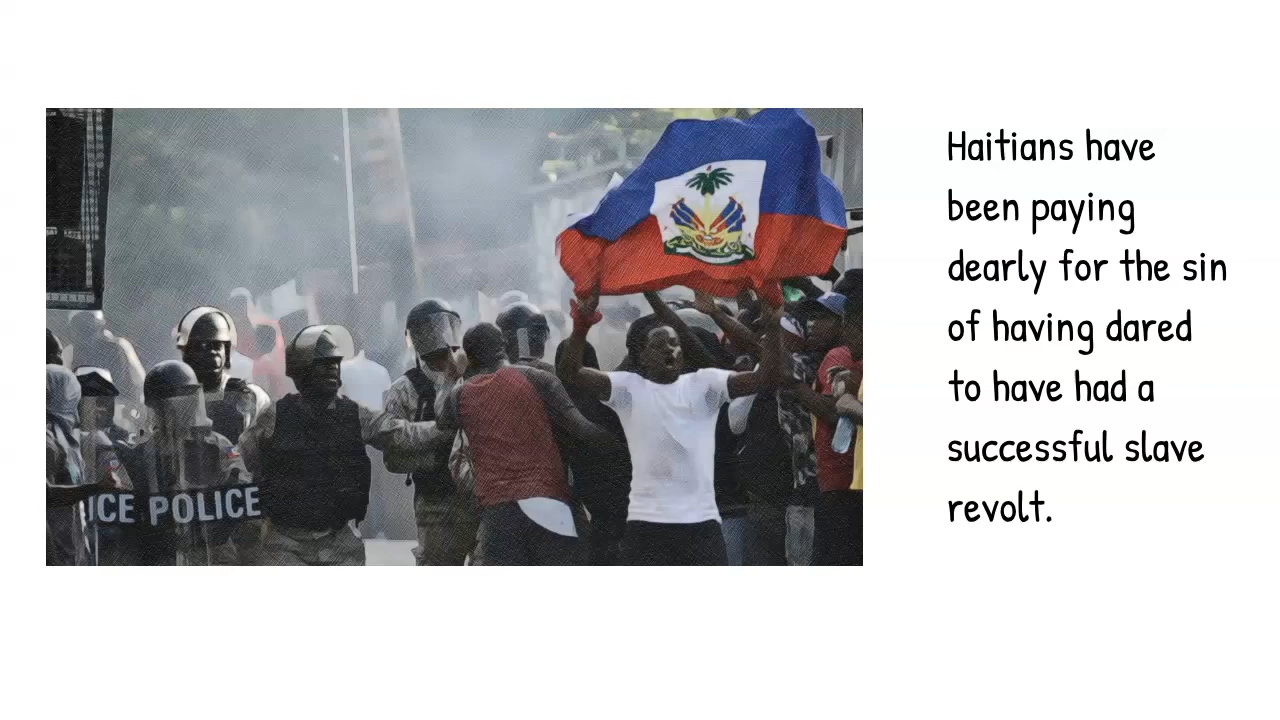 Haitians have
been paying
dearly for the sin
of having dared
to have had a
successful slave
revolt.
ICE POLICE